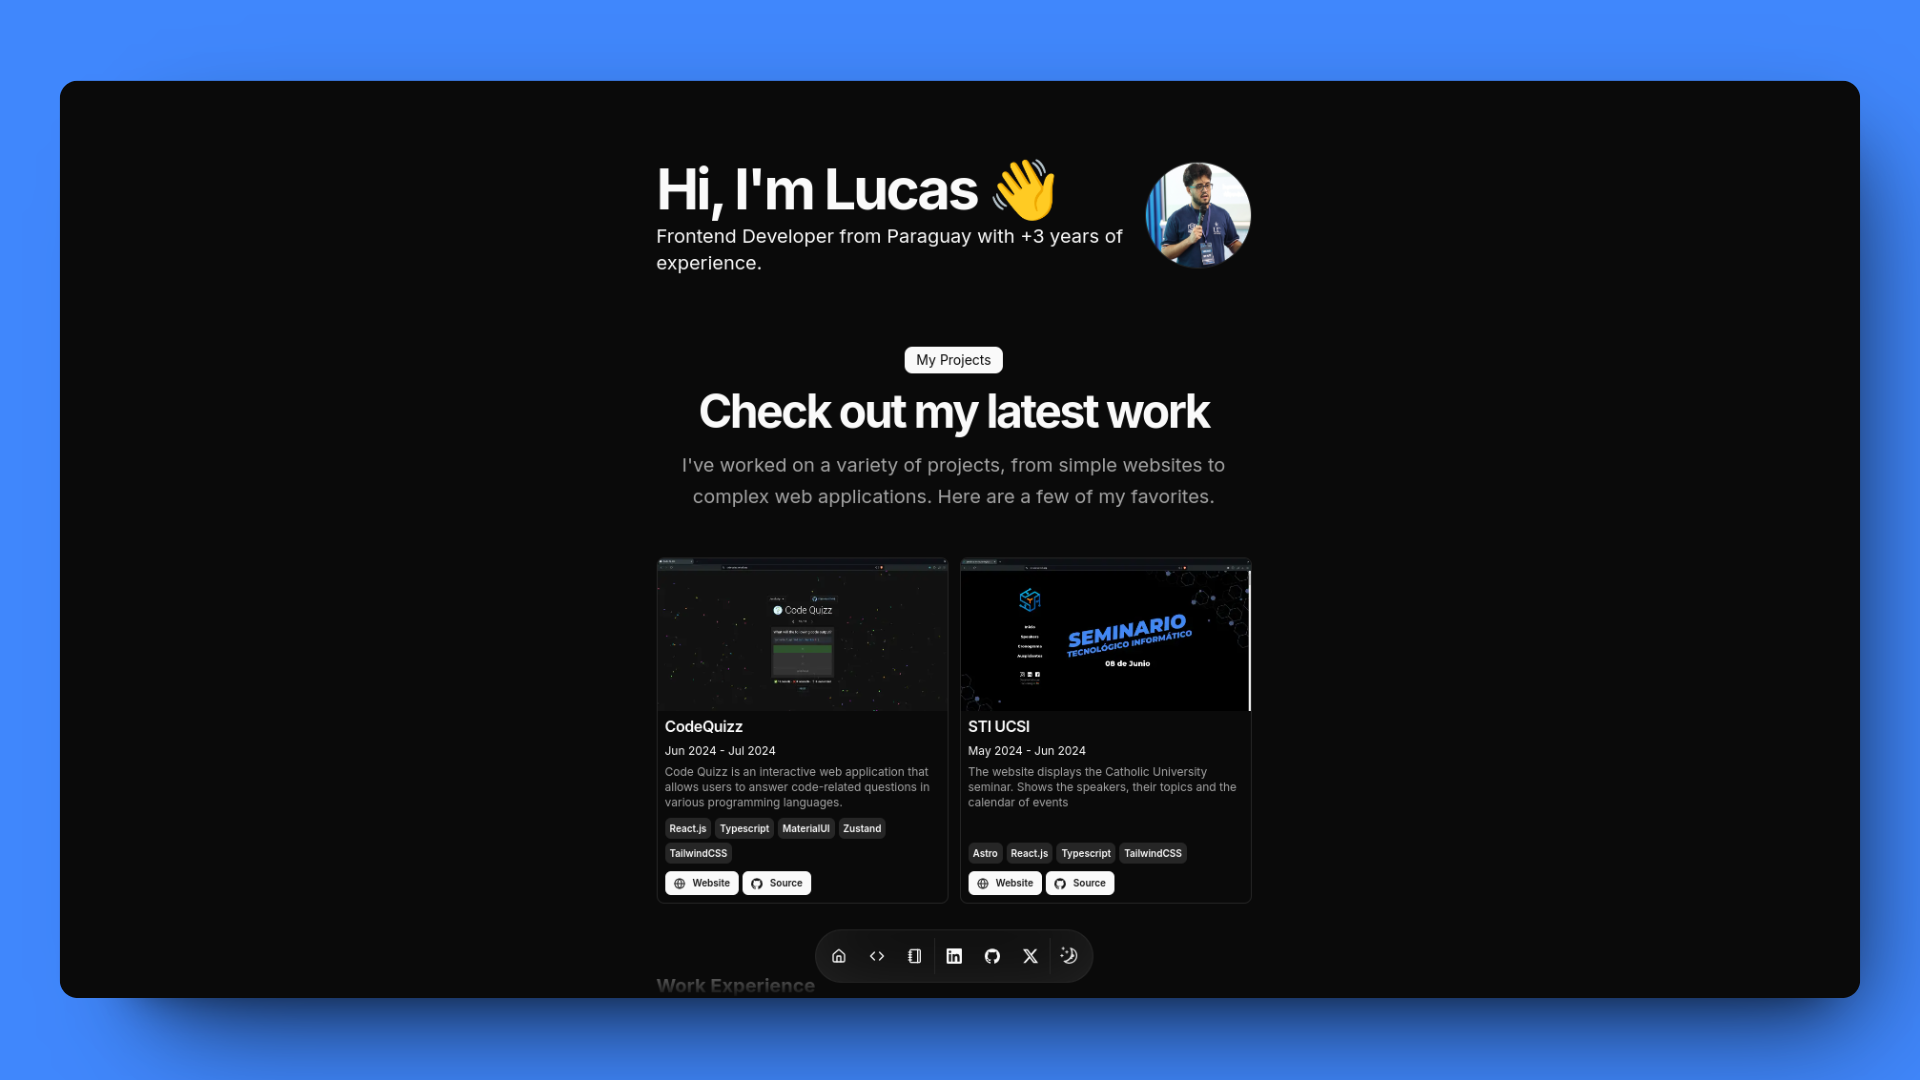 Hi, I'm Lucas 👋
Frontend Developer from Paraguay with +3 years of
experience.
My Projects
Check out my latest work
I've worked on a variety of projects, from simple websites to
complex web applications. Here are a few of my favorites.
Code Quizz
SEMINARIO
TECNOLÓGICO INFORMÁTICO
08 de Junio
CodeQuizz
Jun 2024 - Jul 2024
Code Quizz is an interactive web application that
allows users to answer code-related questions in
various programming languages.
React.js Typescript MaterialUI Zustand
TailwindCSS
Website Source
STI UCSI
May 2024 - Jun 2024
The website displays the Catholic University
seminar. Shows the speakers, their topics and the
calendar of events
Astro React.js Typescript TailwindCSS
Website Source
Work Experience